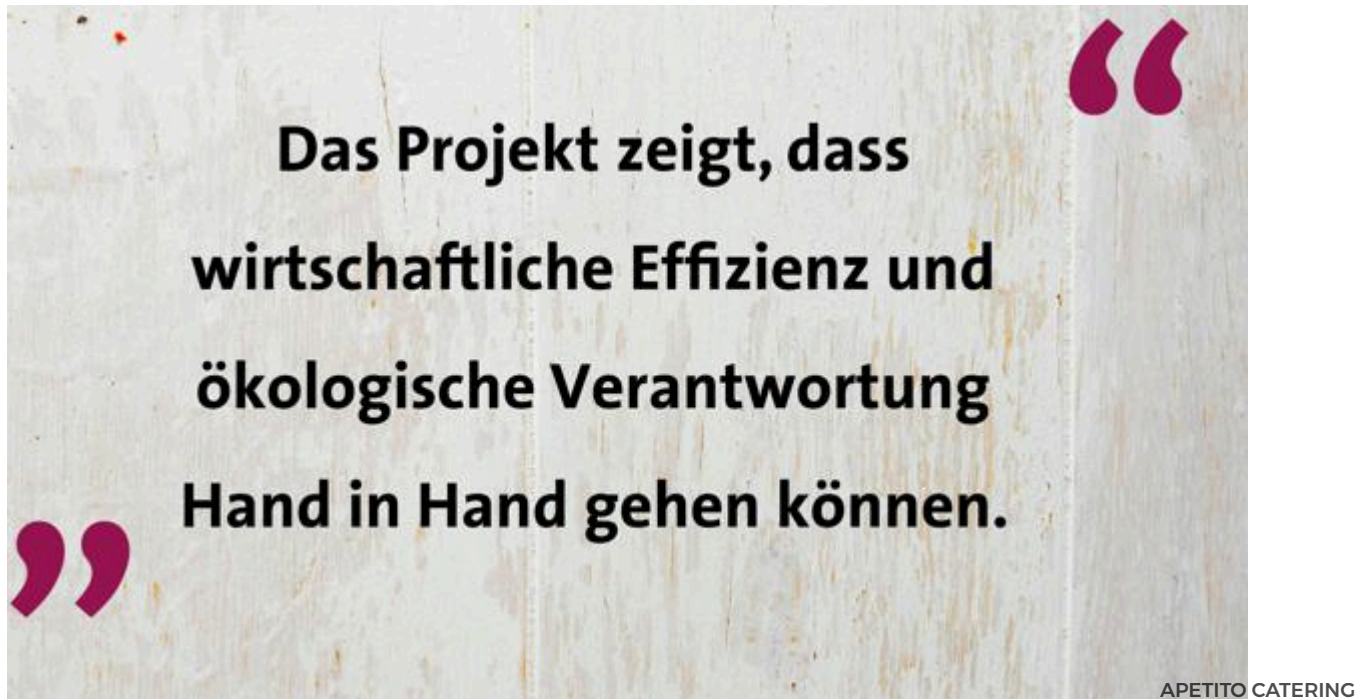 “
Das Projekt zeigt, dass
wirtschaftliche Effizienz und
ökologische Verantwortung
Hand in Hand gehen können.
”
APETITO CATERING